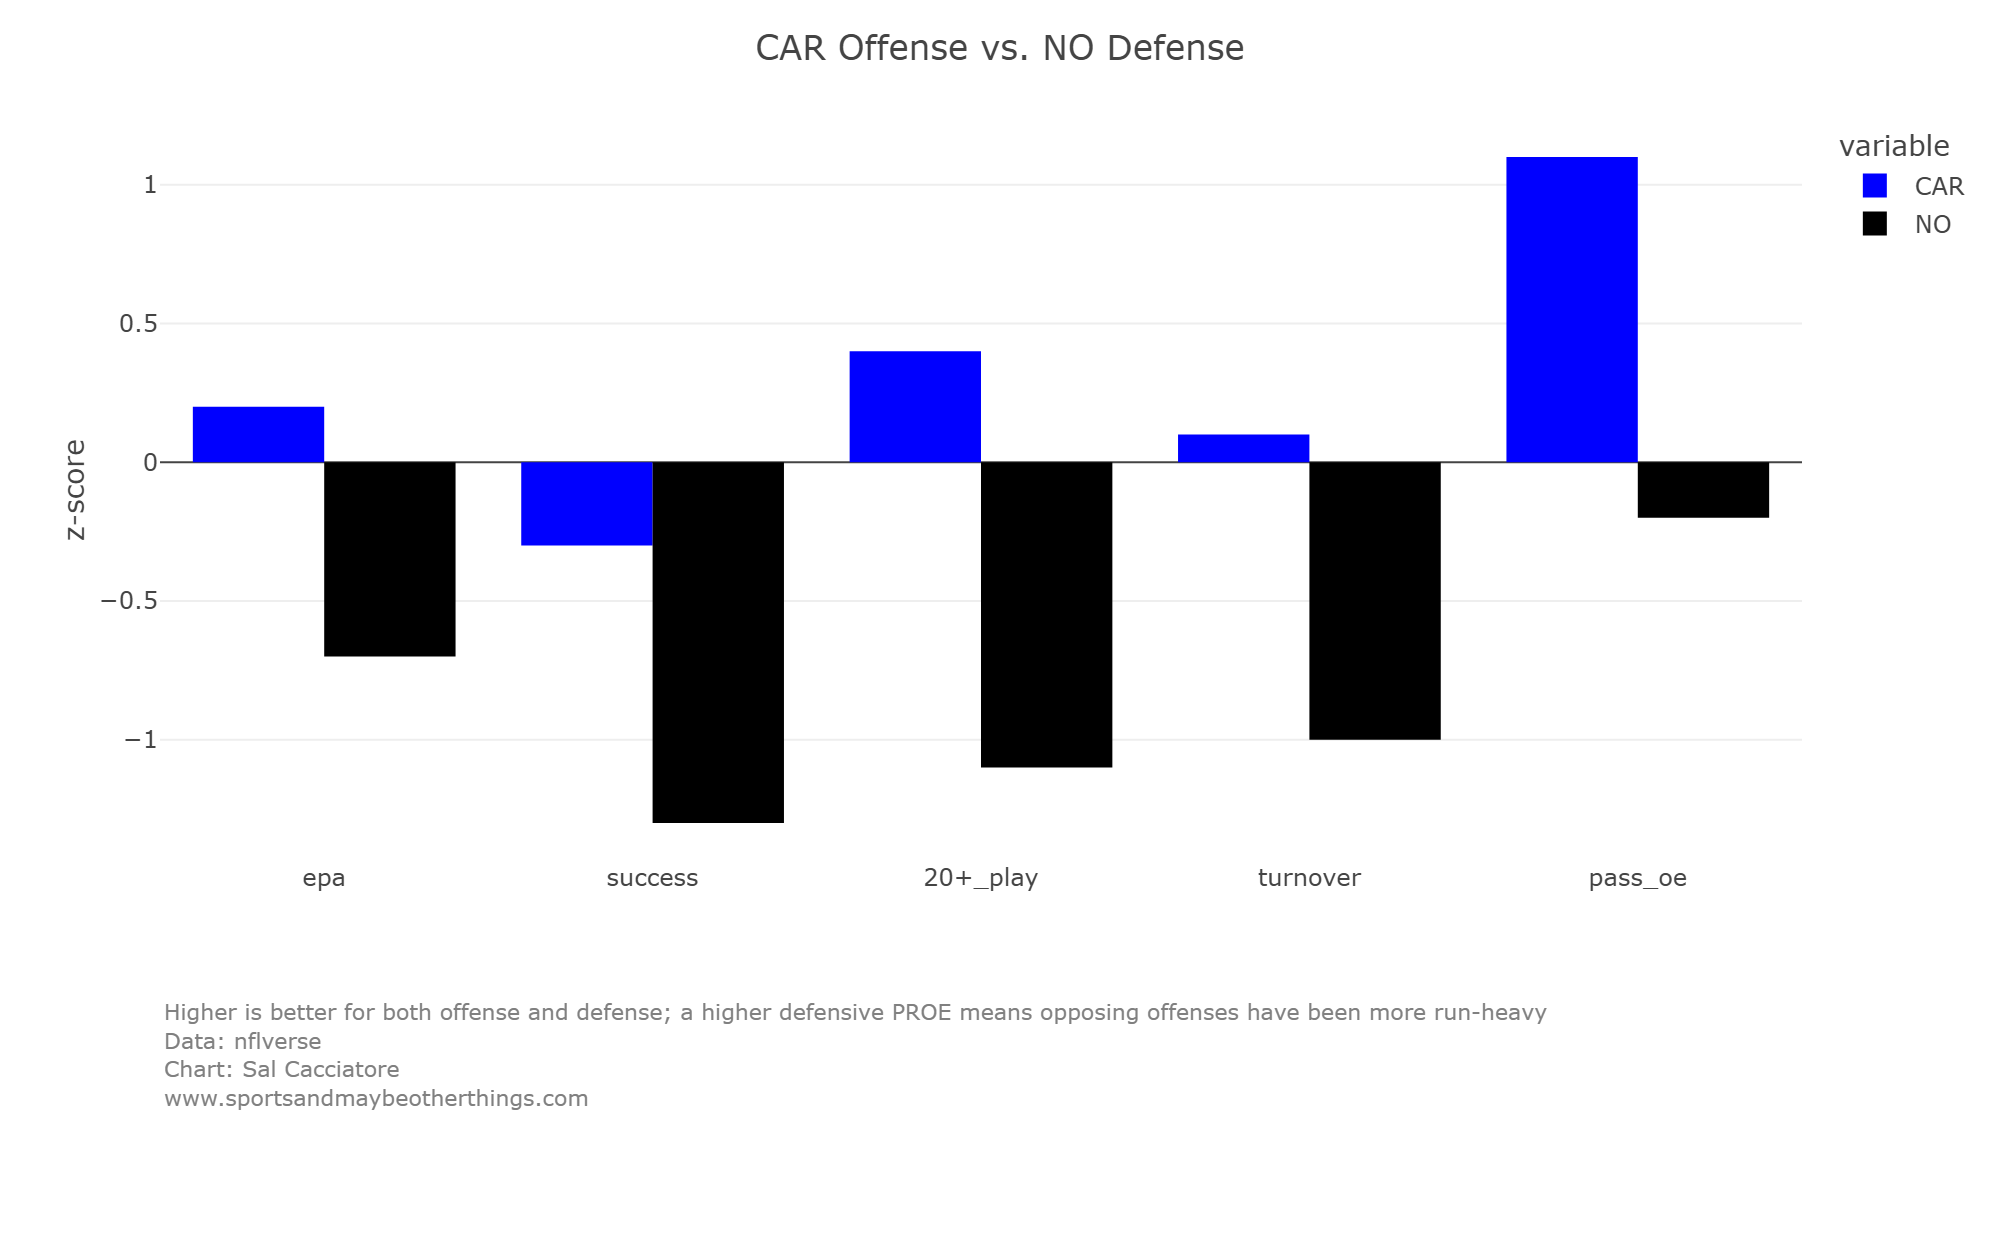 CAR Offense vs. NO Defense
variable
CAR
NO
1
0.5
0
−0.5
−1
z-score
epa
success
20+_play
turnover
pass_oe
Higher is better for both offense and defense; a higher defensive PROE means opposing offenses have been more run-heavy
Data: nflverse
Chart: Sal Cacciatore
www.sportsandmaybeotherthings.com